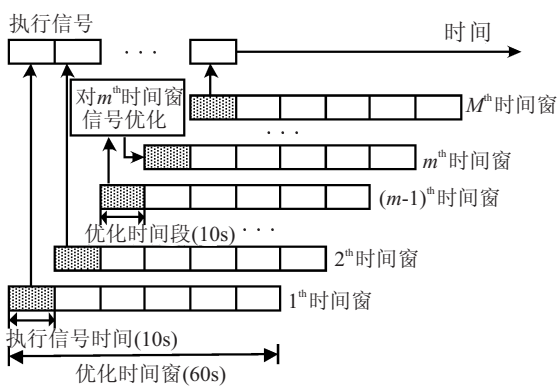 执行信号
时间
· · ·
对mth时间窗
信号优化
Mth时间窗
· · ·
mth时间窗
(m-1)th时间窗
优化时间段(10s) · · ·
2th时间窗
1th时间窗
执行信号时间(10s)
优化时间窗(60s)